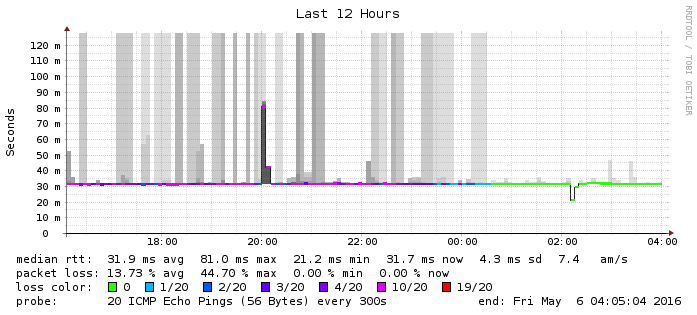 Last 12 Hours
RRDTOOL / TOBI OETIKER
Seconds
120 m
110 m
100 m
90 m
80 m
70 m
60 m
50 m
40 m
30 m
20 m
10 m
0
18:00 20:00 22:00 00:00 02:00 04:00
median rtt: 31.9 ms avg 81.0 ms max 21.2 ms min 31.7 ms now 4.3 ms sd 7.4 am/s
packet loss: 13.73 % avg 44.70 % max 0.00 % min 0.00 % now
loss color: 0 1/20 2/20 3/20 4/20 10/20 19/20
probe: 20 ICMP Echo Pings (56 Bytes) every 300s end: Fri May 6 04:05:04 2016